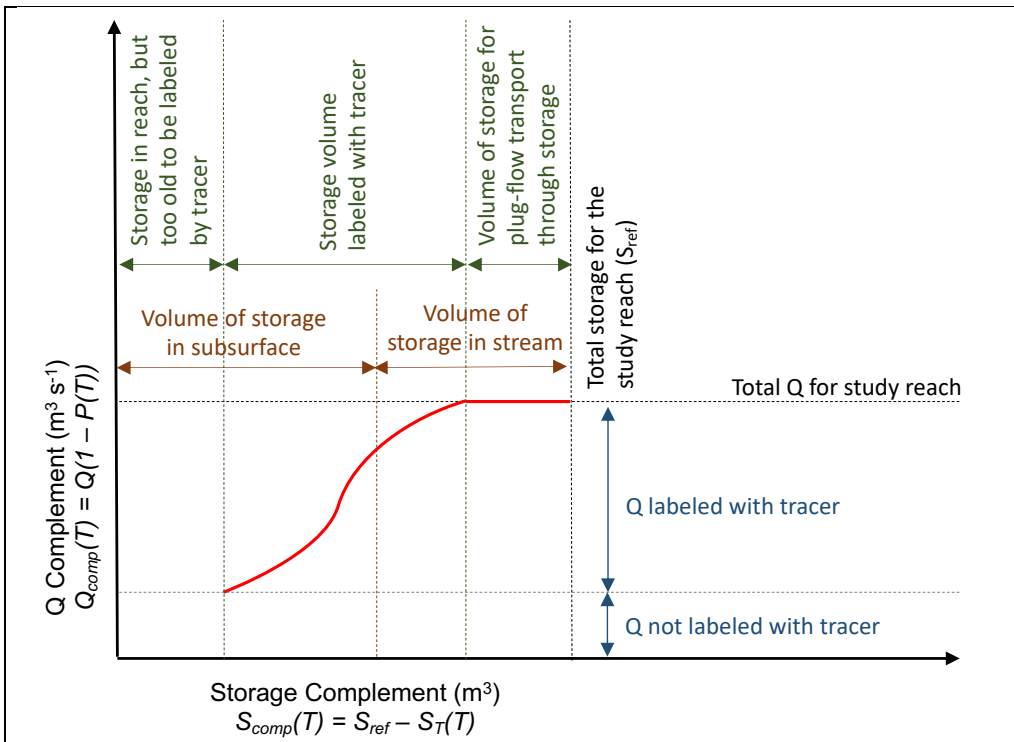 Storage in reach, but
too old to be labeled
by tracer
Storage volume
labeled with tracer
Volume of storage for
plug-flow transport
through storage
Total storage for the
study reach (Sref)
Volume of storage
in subsurface
Volume of
storage in stream
Total Q for study reach
Q labeled with tracer
Q not labeled with tracer
Q Complement (m³ s-¹)
Qcomp(T) = Q(1 – P(T))
Storage Complement (m³)
Scomp(T) = Sref – ST(T)